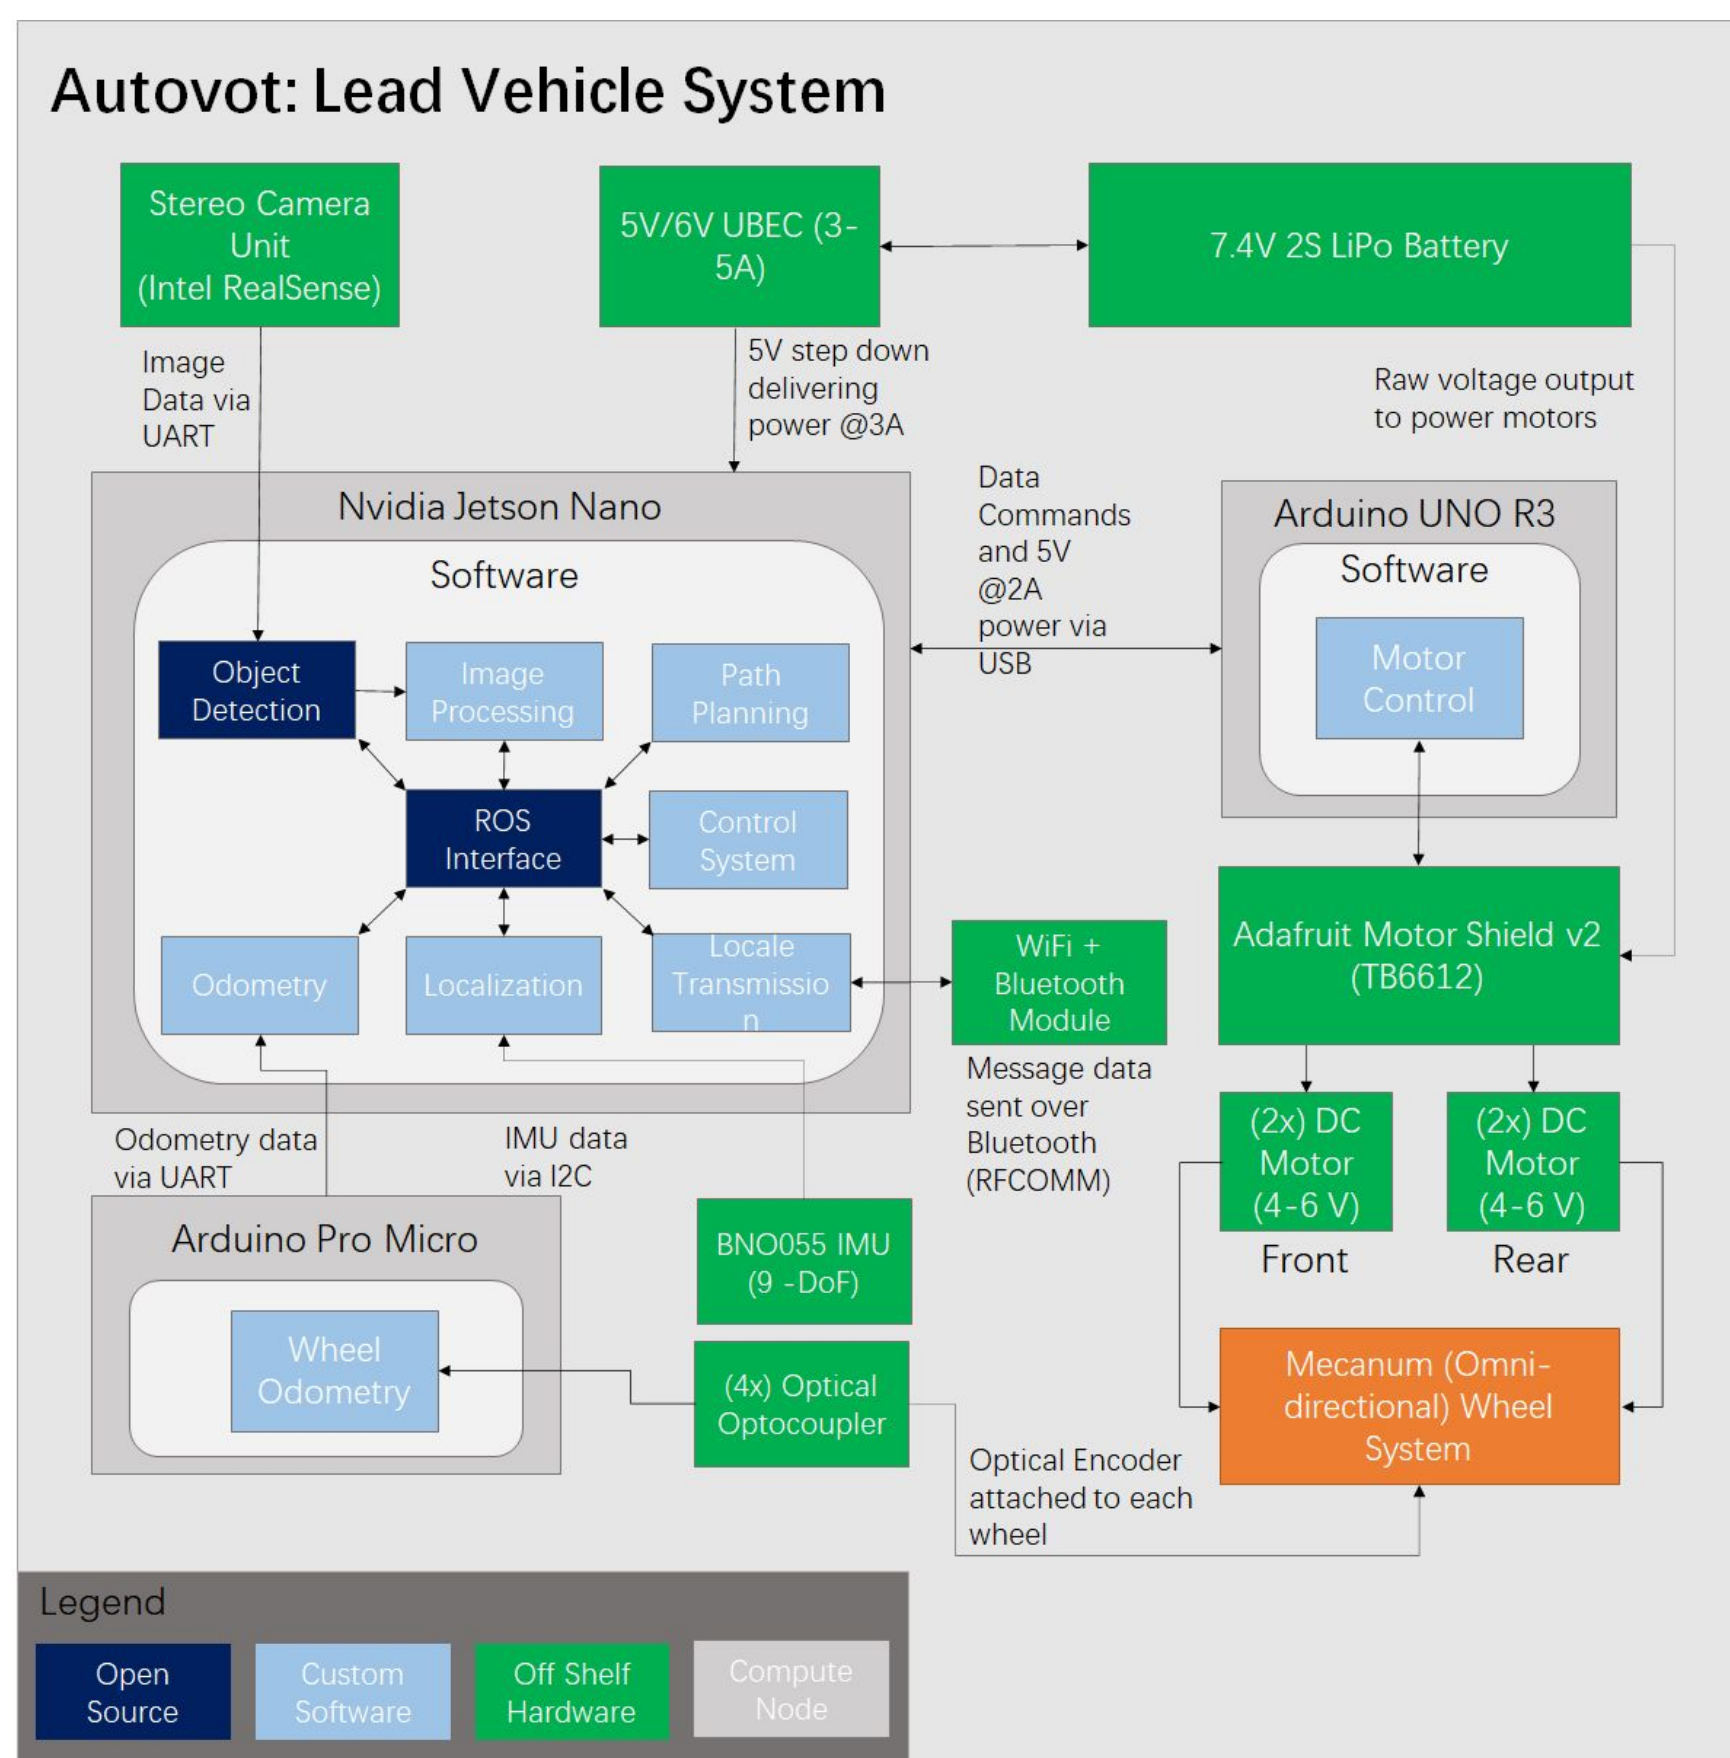 Autovot: Lead Vehicle System
Stereo Camera
Unit
(Intel RealSense)
5V/6V UBEC (3-
5A)
7.4V 2S LiPo Battery
Image
Data via
UART
5V step down
delivering
power @3A
Raw voltage output
to power motors
Nvidia Jetson Nano
Software
Object
Detection
Image
Processing
Path
Planning
ROS
Interface
Control
System
Odometry
Localization
Locale
Transmissio
n
Data
Commands
and 5V
@2A
power via
USB
Arduino UNO R3
Software
Motor
Control
WiFi +
Bluetooth
Module
Message data
sent over
Bluetooth
(RFCOMM)
Adafruit Motor Shield v2
(TB6612)
(2x) DC
Motor
(4-6 V)
Front
(2x) DC
Motor
(4-6 V)
Rear
Odometry data
via UART
IMU data
via I2C
Arduino Pro Micro
Wheel
Odometry
BNO055 IMU
(9 -DoF)
(4x) Optical
Optocoupler
Optical Encoder
attached to each
wheel
Mecanum (Omni-
directional) Wheel
System
Legend
Open
Source
Custom
Software
Off Shelf
Hardware
Compute
Node